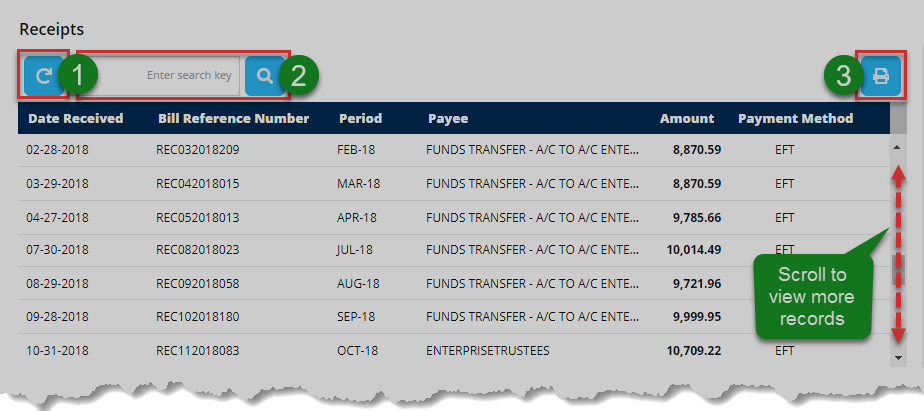 Receipts
1 Enter search key 2 3
Date Received Bill Reference Number Period Payee Amount Payment Method
02-28-2018 REC032018209 FEB-18 FUNDS TRANSFER - A/C TO A/C ENTE... 8,870.59 EFT
03-29-2018 REC042018015 MAR-18 FUNDS TRANSFER - A/C TO A/C ENTE... 8,870.59 EFT
04-27-2018 REC052018013 APR-18 FUNDS TRANSFER - A/C TO A/C ENTE... 9,785.66 EFT
07-30-2018 REC082018023 JUL-18 FUNDS TRANSFER - A/C TO A/C ENTE... 10,014.49 EFT
08-29-2018 REC092018058 AUG-18 FUNDS TRANSFER - A/C TO A/C ENTE... 9,721.96
09-28-2018 REC102018180 SEP-18 FUNDS TRANSFER - A/C TO A/C ENTE... 9,999.95
10-31-2018 REC112018083 OCT-18 ENTERPRISETRUSTEES 10,709.22 EFT
Scroll to
view more
records